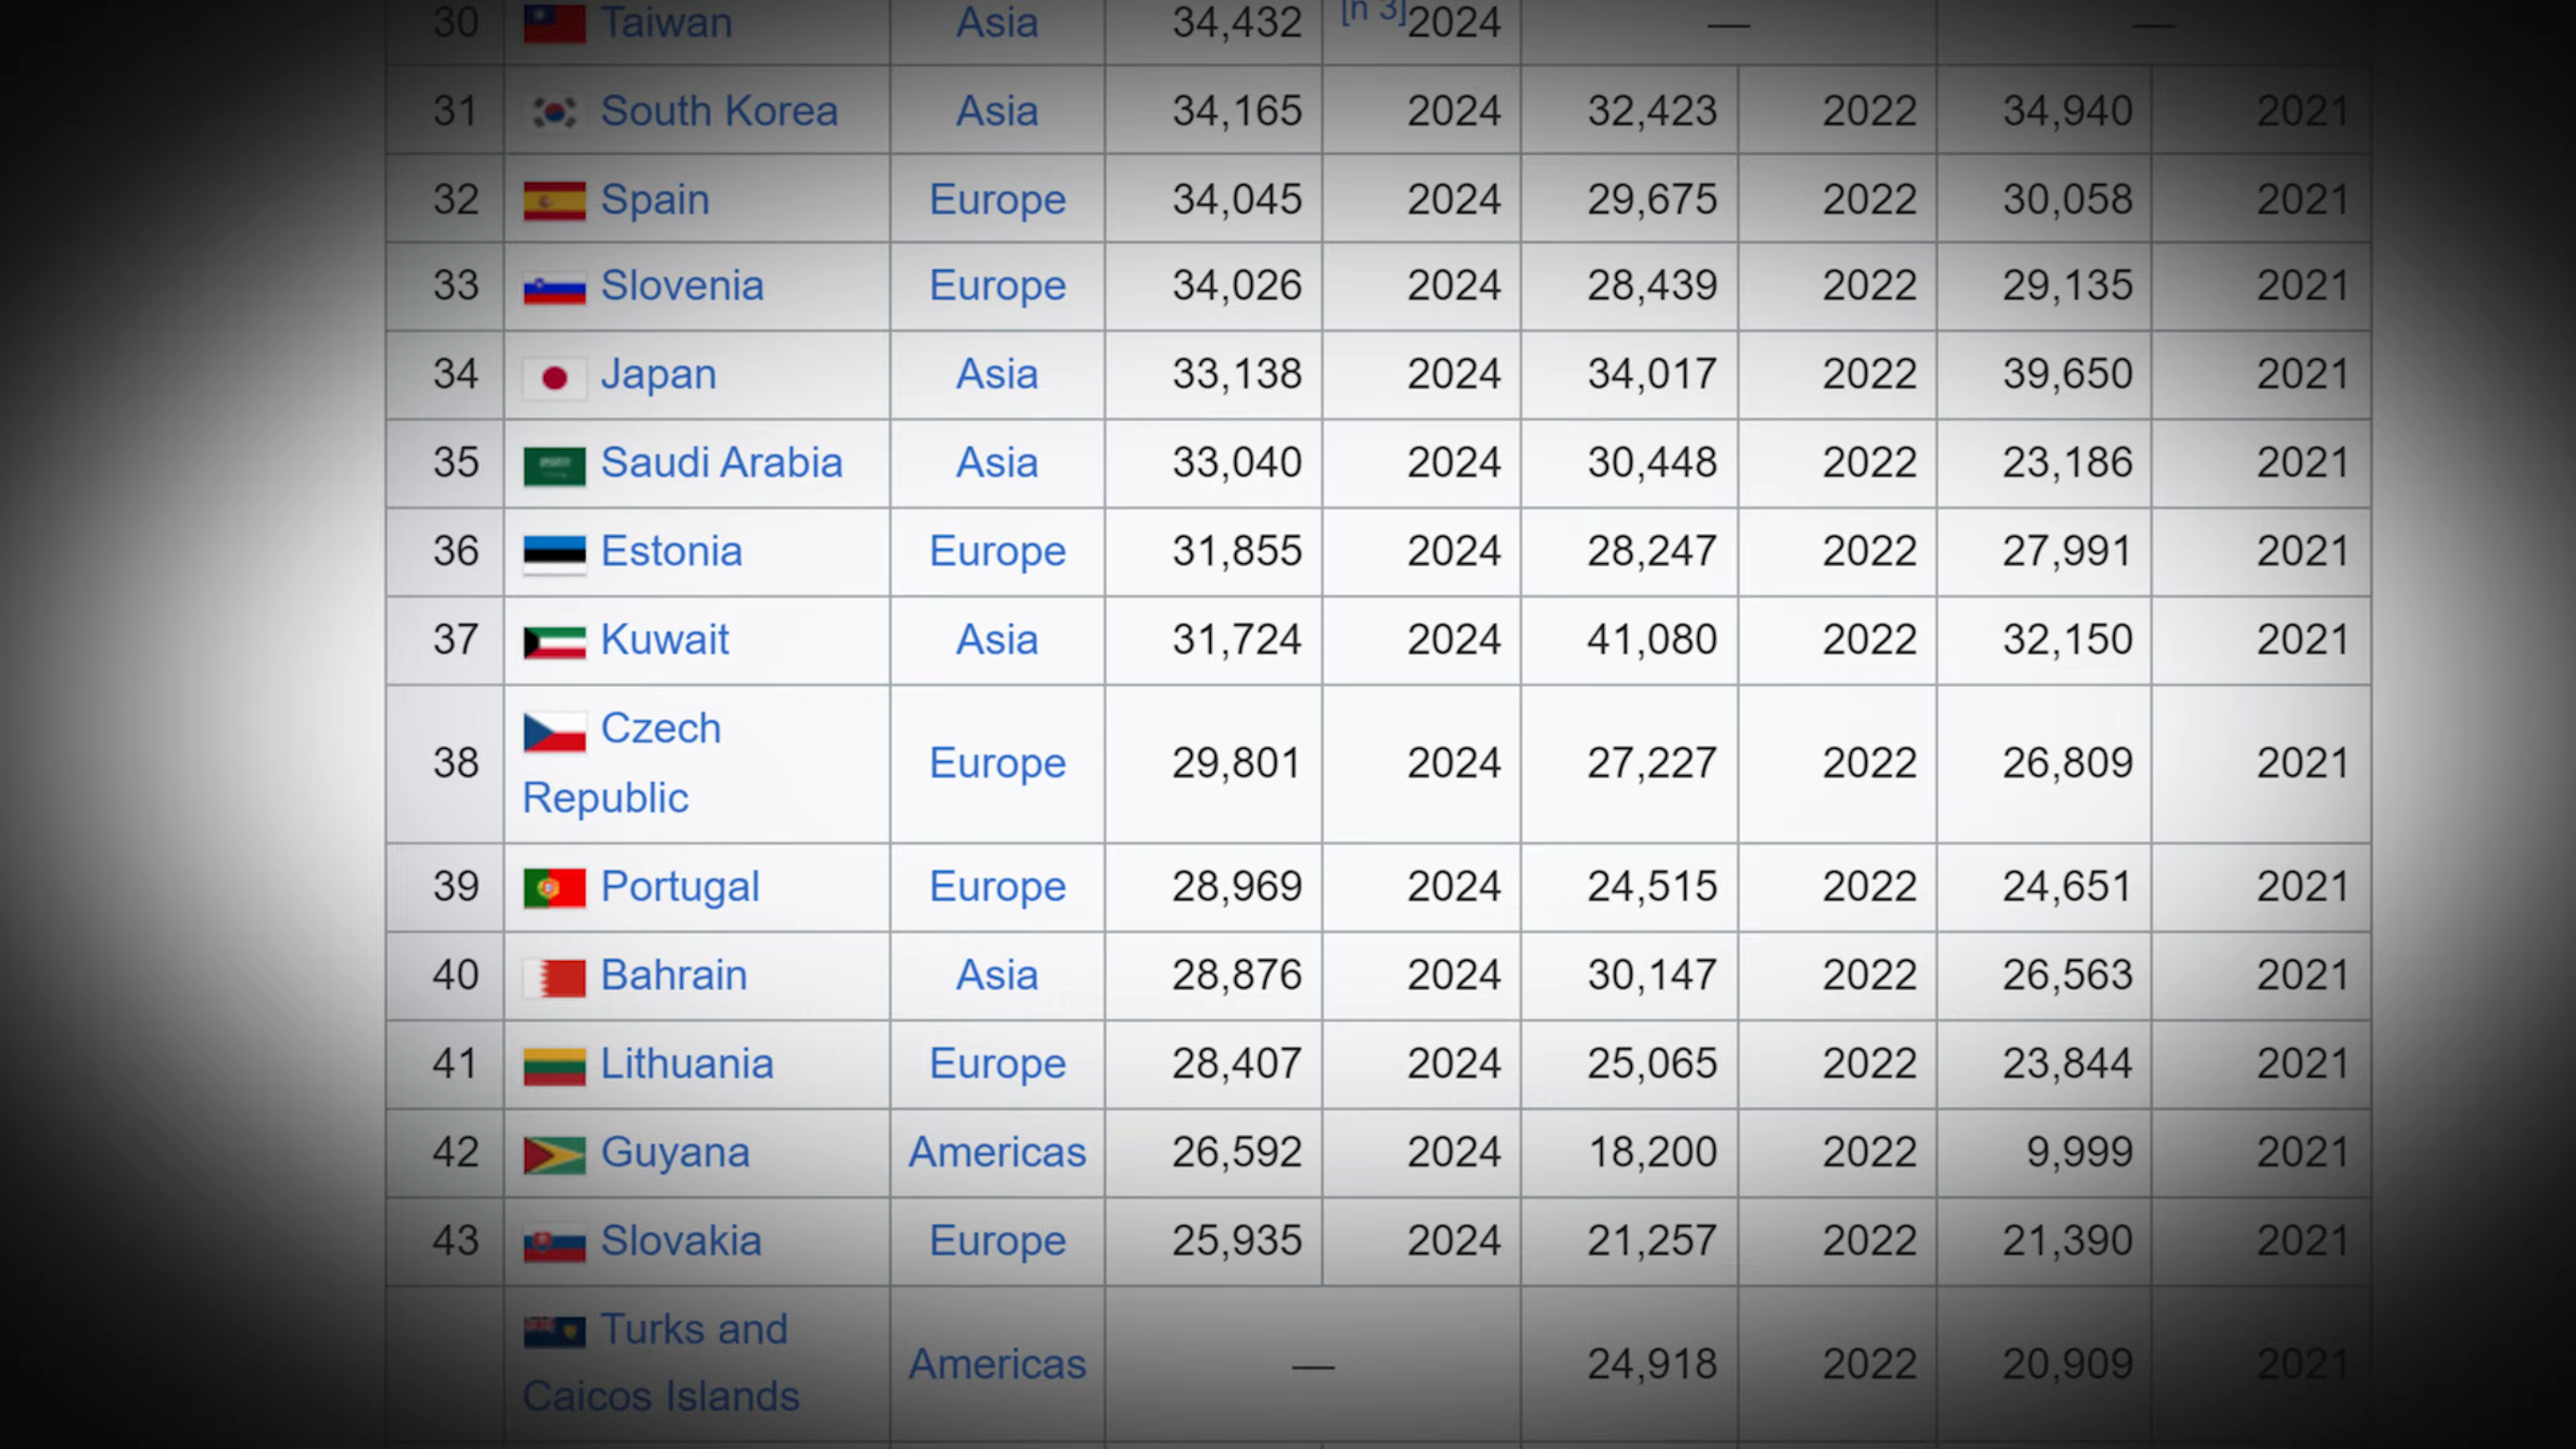 30 Taiwan Asia 34,432 [n 3]2024 — —
31 South Korea Asia 34,165 2024 32,423 2022 34,940 2021
32 Spain Europe 34,045 2024 29,675 2022 30,058 2021
33 Slovenia Europe 34,026 2024 28,439 2022 29,135 2021
34 Japan Asia 33,138 2024 34,017 2022 39,650 2021
35 Saudi Arabia Asia 33,040 2024 30,448 2022 23,186 2021
36 Estonia Europe 31,855 2024 28,247 2022 27,991 2021
37 Kuwait Asia 31,724 2024 41,080 2022 32,150 2021
38 Czech Republic Europe 29,801 2024 27,227 2022 26,809 2021
39 Portugal Europe 28,969 2024 24,515 2022 24,651 2021
40 Bahrain Asia 28,876 2024 30,147 2022 26,563 2021
41 Lithuania Europe 28,407 2024 25,065 2022 23,844 2021
42 Guyana Americas 26,592 2024 18,200 2022 9,999 2021
43 Slovakia Europe 25,935 2024 21,257 2022 21,390 2021
Turks and Caicos Islands Americas — 24,918 2022 20,909 2021